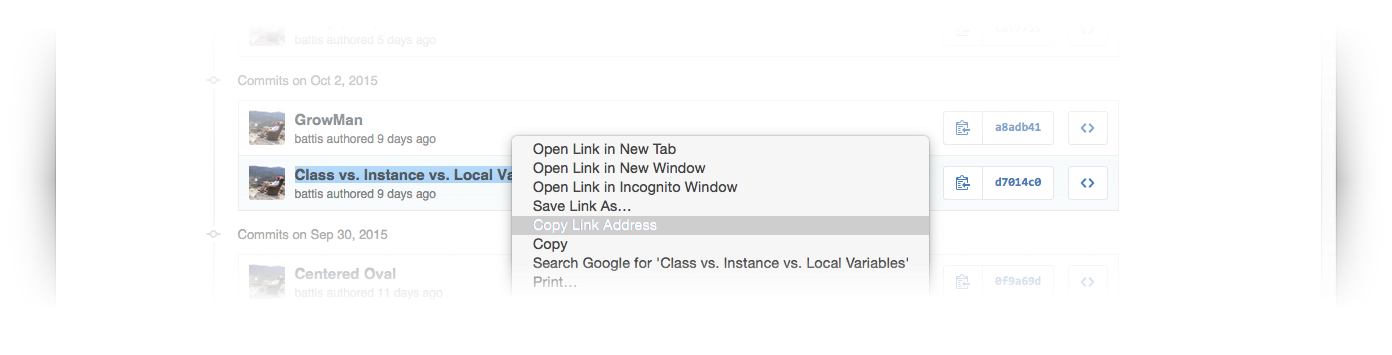 battis authored 5 days ago
Commits on Oct 2, 2015
GrowMan
battis authored 9 days ago
a8adb41
Class vs. Instance vs. Local Va
battis authored 9 days ago
d7014c0
Open Link in New Tab
Open Link in New Window
Open Link in Incognito Window
Save Link As...
Copy Link Address
Copy
Search Google for 'Class vs. Instance vs. Local Variables'
Print...
Commits on Sep 30, 2015
Centered Oval
battis authored 11 days ago
0f9a69d